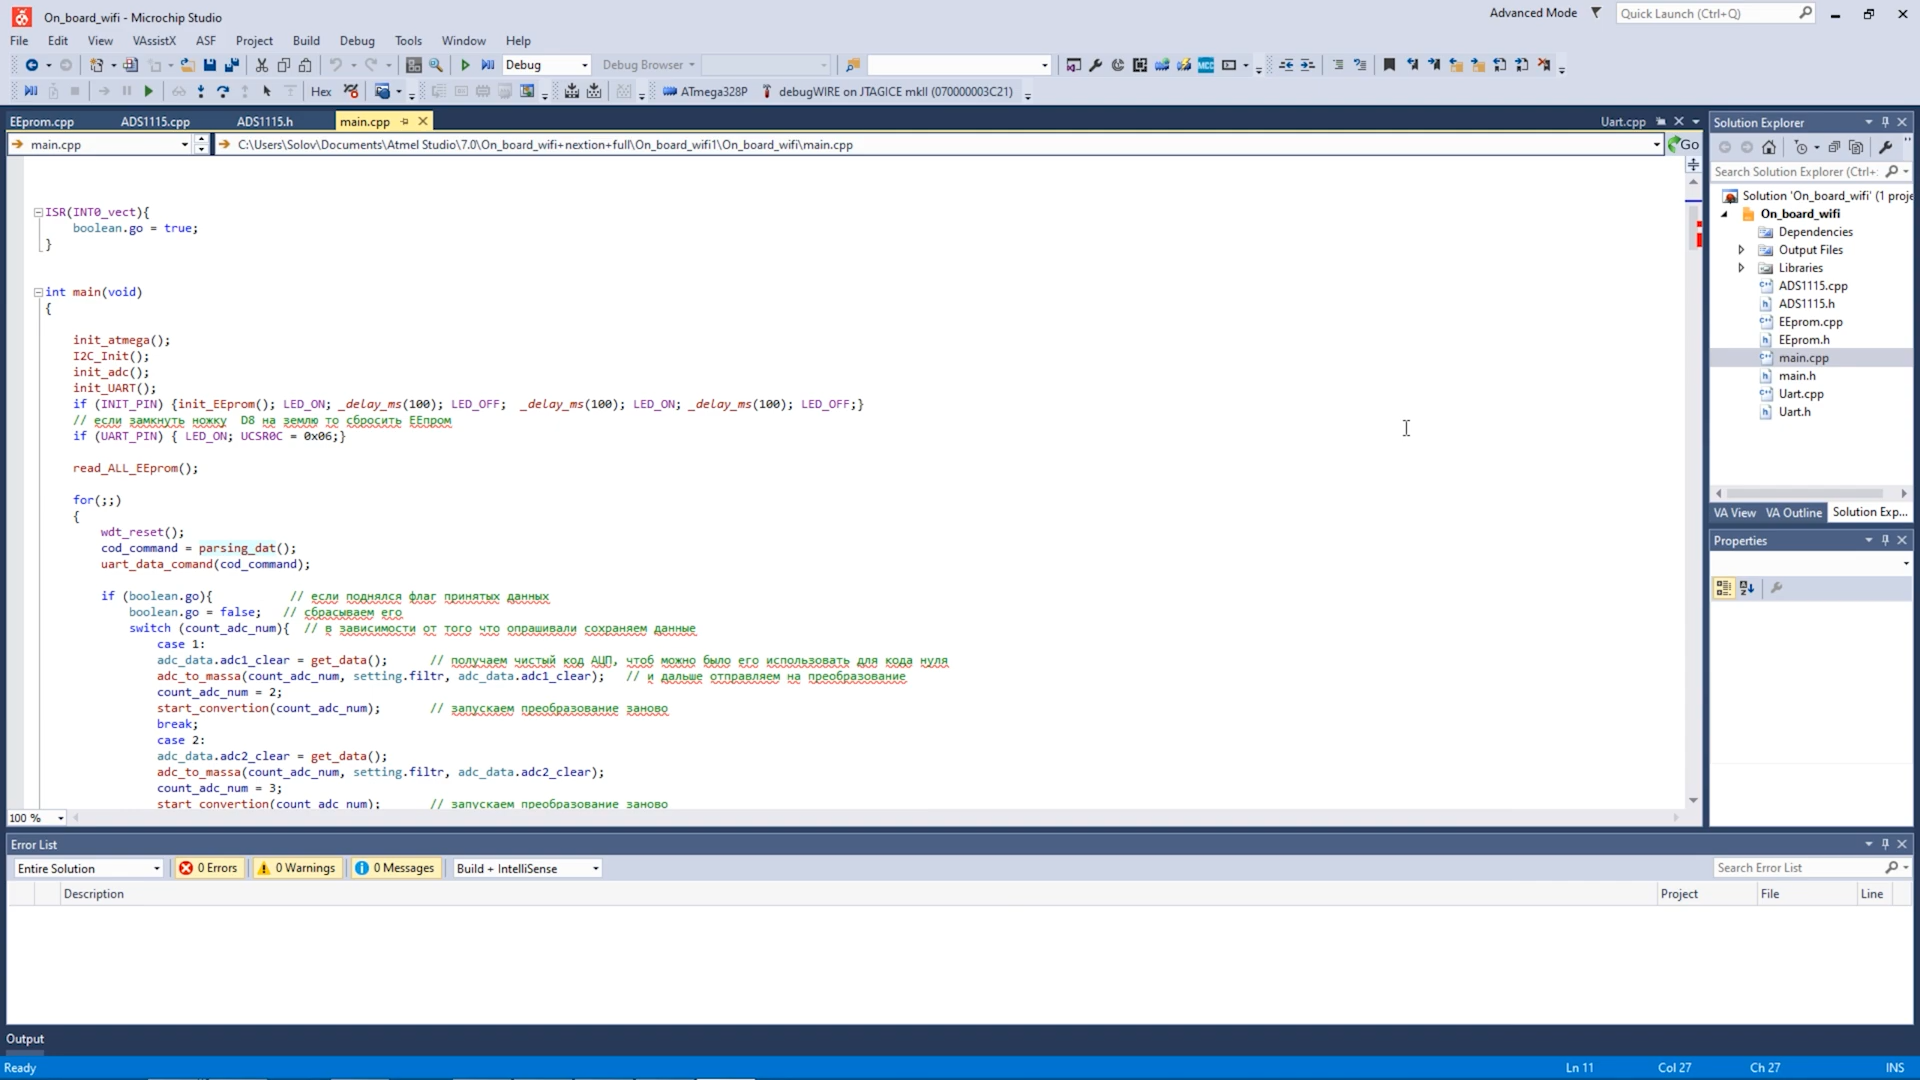 On_board_wifi - Microchip Studio
Advanced Mode
Quick Launch (Ctrl+Q)
File Edit View VAssistX ASF Project Build Debug Tools Window Help
Debug
Debug Browser
Hex
ATmega328P
debugWIRE on JTAGICE mkII (070000003C21)
EEprom.cpp ADS1115.cpp ADS1115.h main.cpp
Uart.cpp
main.cpp
C:\Users\Solov\Documents\Atmel Studio\7.0\On_board_wifi+nextion+full\On_board_wifi1\On_board_wifi\main.cpp
Go
ISR(INT0_vect){
boolean.go = true;
}
int main(void)
{
init_atmega();
I2C_Init();
init_adc();
init_UART();
if (INIT_PIN) {init_EEprom(); LED_ON; _delay_ms(100); LED_OFF;  _delay_ms(100); LED_ON; _delay_ms(100); LED_OFF;}
// если замкнуть ножку  D8 на землю то сбросить ЕЕпром
if (UART_PIN) { LED_ON; UCSR0C = 0x06;}
read_ALL_EEprom();
for(;;)
{
wdt_reset();
cod_command = parsing_dat();
uart_data_comand(cod_command);
if (boolean.go){ // если поднялся флаг принятых данных
boolean.go = false; // сбрасываем его
switch (count_adc_num){ // в зависимости от того что опрашивали сохраняем данные
case 1:
adc_data.adc1_clear = get_data(); // получаем чистый код АЦП, чтоб можно было его использовать для кода нуля
adc_to_massa(count_adc_num, setting.filtr, adc_data.adc1_clear); // и дальше отправляем на преобразование
count_adc_num = 2;
start_convertion(count_adc_num); // запускаем преобразование заново
break;
case 2:
adc_data.adc2_clear = get_data();
adc_to_massa(count_adc_num, setting.filtr, adc_data.adc2_clear);
count_adc_num = 3;
start_convertion(count_adc_num); // запускаем преобразование заново
100 %
Solution Explorer
Search Solution Explorer (Ctrl+;
Solution 'On_board_wifi' (1 proje
On_board_wifi
Dependencies
Output Files
Libraries
ADS1115.cpp
ADS1115.h
EEprom.cpp
EEprom.h
main.cpp
main.h
Uart.cpp
Uart.h
VA View VA Outline Solution Exp...
Properties
Error List
Entire Solution 0 Errors 0 Warnings 0 Messages Build + IntelliSense
Search Error List
Description Project File Line
Output
Ready Ln 11 Col 27 Ch 27 INS